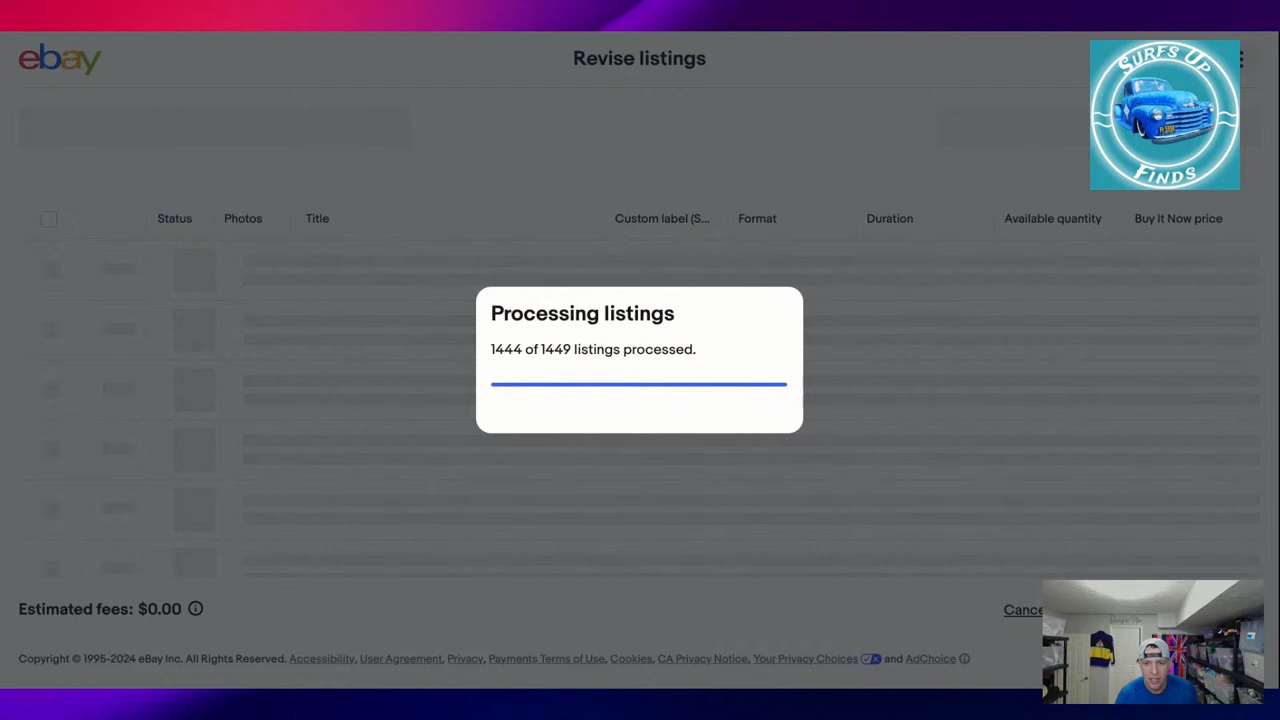 ebay
Revise listings
SURFS UP
FINDS
Status Photos Title Custom label (S... Format Duration Available quantity Buy It Now price
Processing listings
1444 of 1449 listings processed.
Estimated fees: $0.00
Cance
Copyright © 1995-2024 eBay Inc. All Rights Reserved. Accessibility, User Agreement, Privacy, Payments Terms of Use, Cookies, CA Privacy Notice, Your Privacy Choices and AdChoice